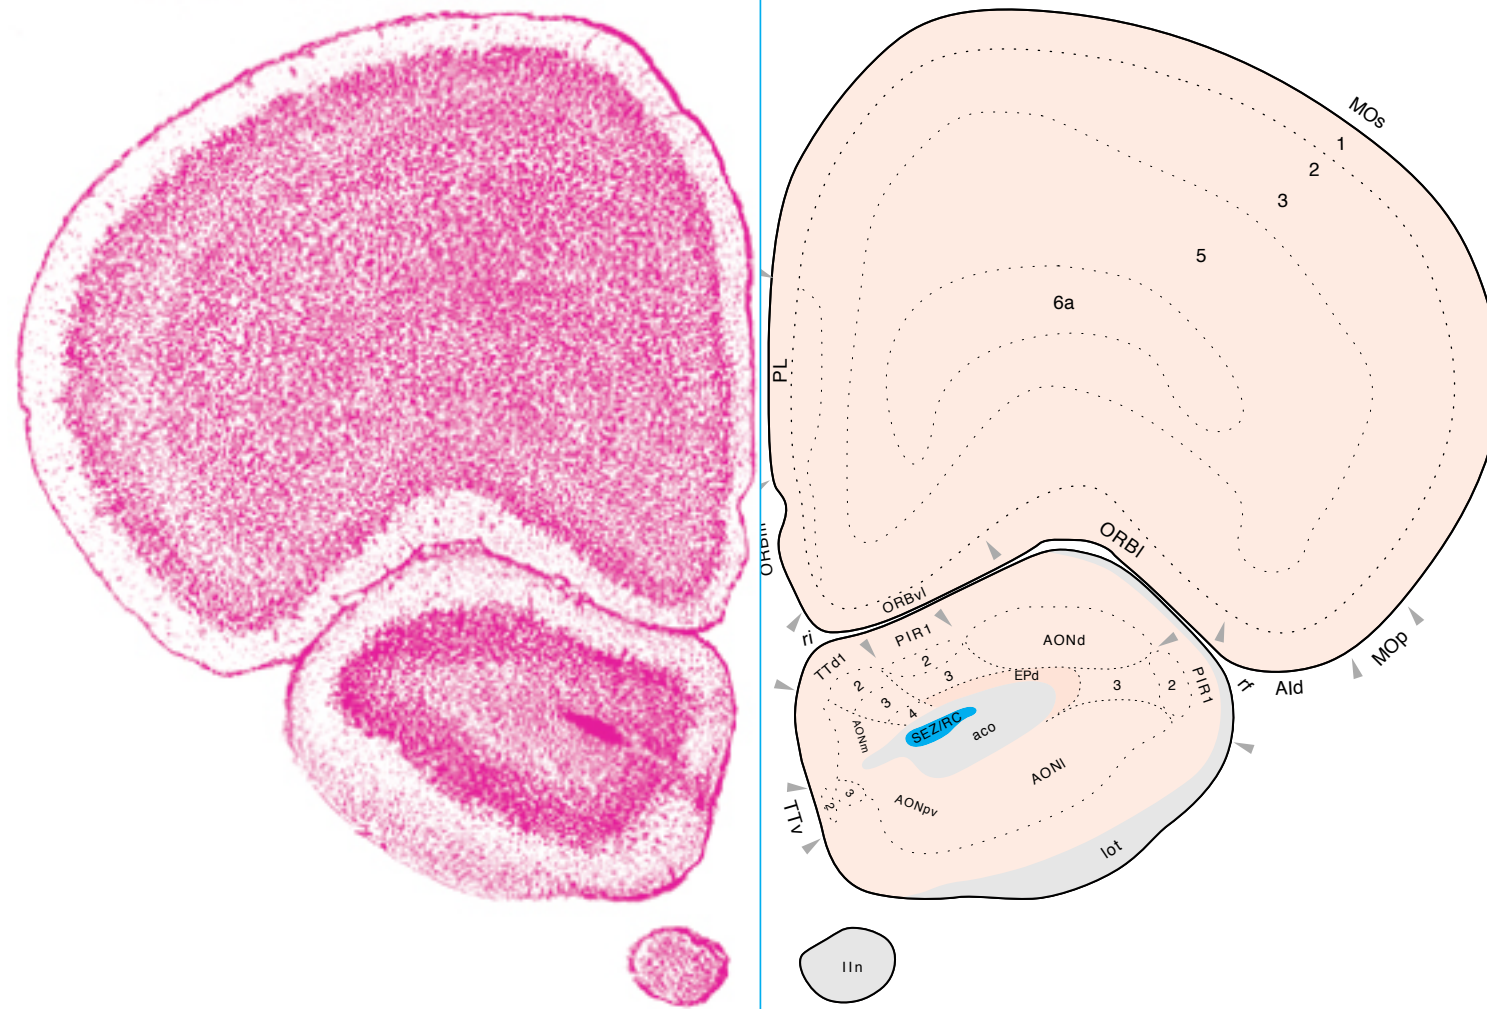 MOs
1
2
3
5
6a
PL
ORBm
ORBl
ORBvl
ri
PIR1
TTd1
2
3
2
3
4
AONd
EPd
3
2
PIR1
rf
AId
MOp
SEZ/RC
aco
AONm
AONl
AONpv
3
2
TTv
lot
IIn